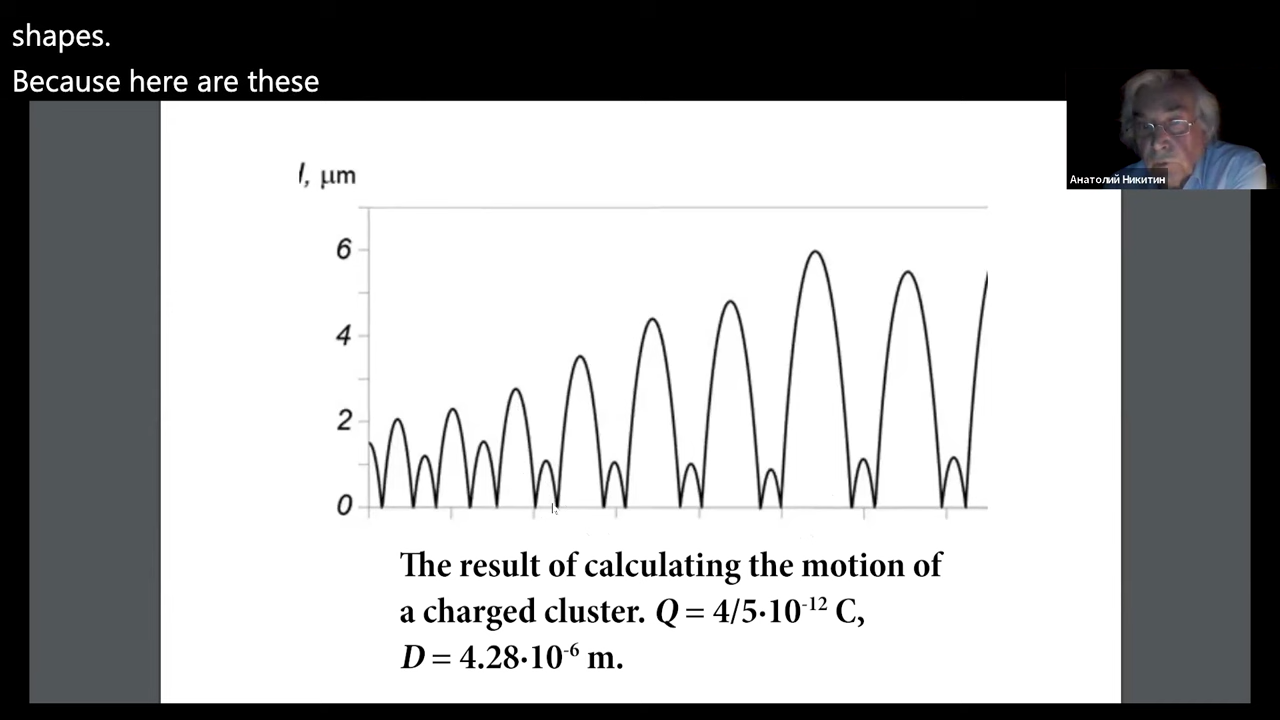 shapes.
Because here are these
Анатолий Никитин
l, μm
6
4
2
0
The result of calculating the motion of
a charged cluster. Q = 4/5·10⁻¹² C,
D = 4.28·10⁻⁶ m.